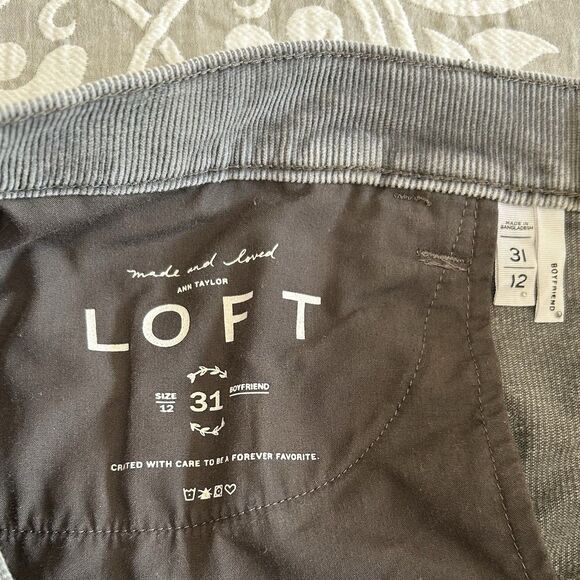 made and loved
ANN TAYLOR
LOFT
SIZE
12
31
BOYFRIEND
CRAFTED WITH CARE TO BE A FOREVER FAVORITE.
MADE IN
BANGLADESH
31
12
BOYFRIEND